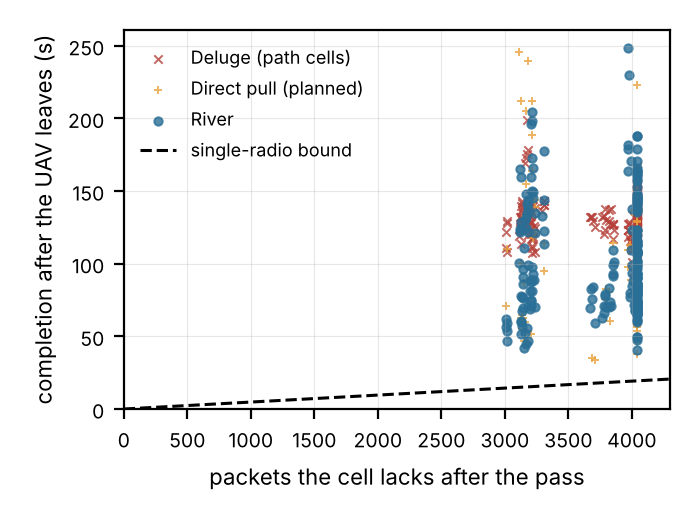 250
200
150
100
50
0
completion after the UAV leaves (s)
Deluge (path cells)
Direct pull (planned)
River
single-radio bound
0 500 1000 1500 2000 2500 3000 3500 4000
packets the cell lacks after the pass